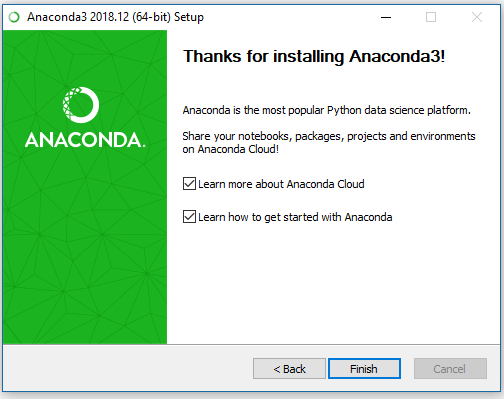 Anaconda3 2018.12 (64-bit) Setup
ANACONDA.
Thanks for installing Anaconda3!
Anaconda is the most popular Python data science platform.
Share your notebooks, packages, projects and environments
on Anaconda Cloud!
Learn more about Anaconda Cloud
Learn how to get started with Anaconda
< Back
Finish
Cancel